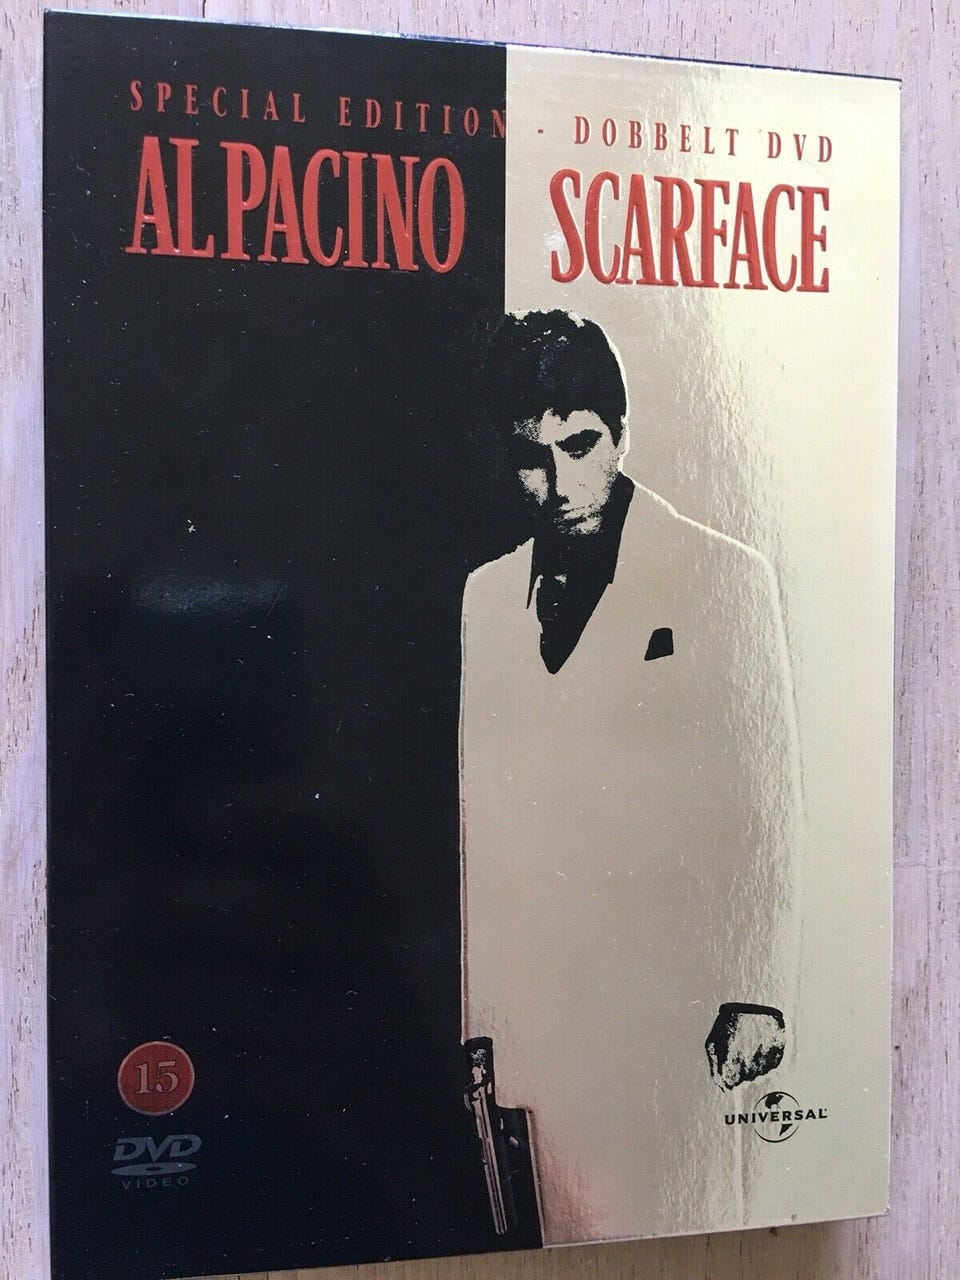 SPECIAL EDITION - DOBBELT DVD
AL PACINO SCARFACE
15
DVD
VIDEO
UNIVERSAL